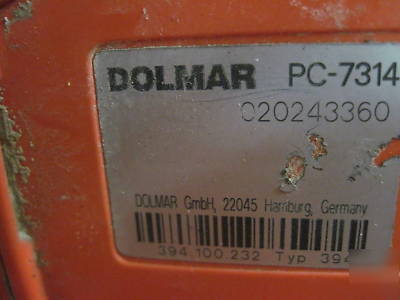 DOLMAR PC-7314
020243360
DOLMAR GmbH, 22045 Hamburg, Germany
394.100.232 Typ 394